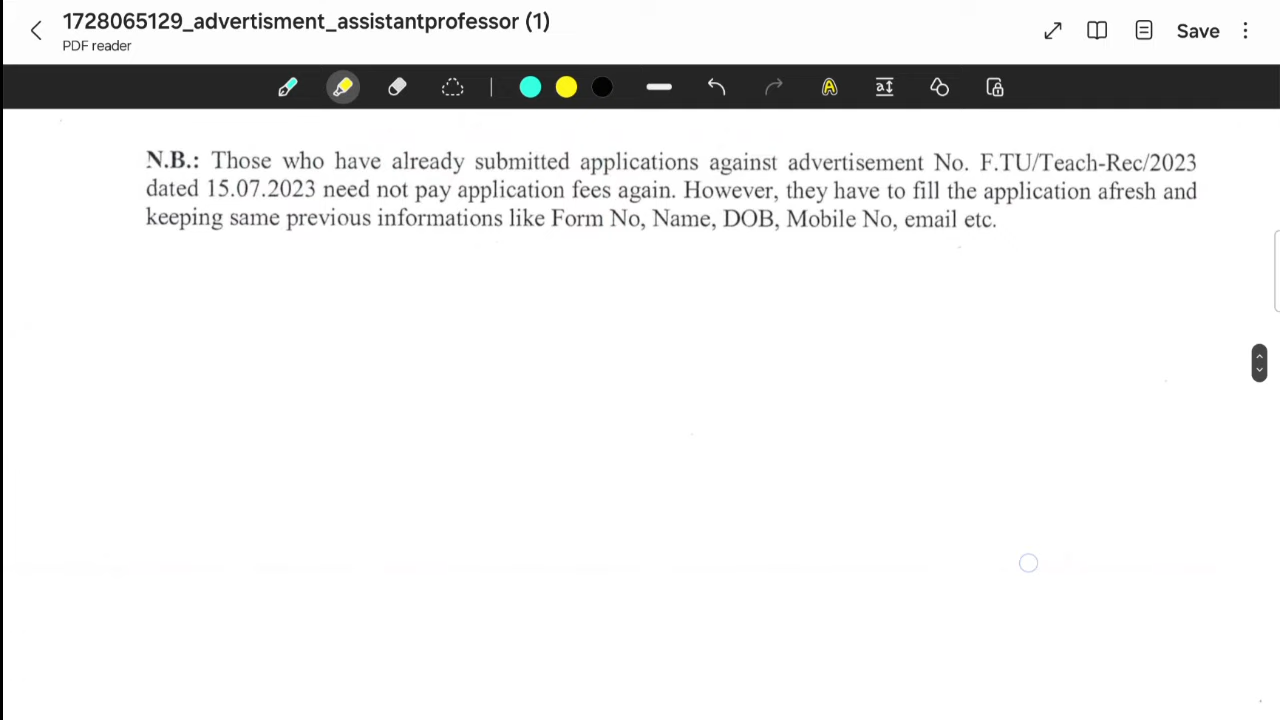 1728065129_advertisment_assistantprofessor (1)
PDF reader
Save
N.B.: Those who have already submitted applications against advertisement No. F.TU/Teach-Rec/2023
dated 15.07.2023 need not pay application fees again. However, they have to fill the application afresh and
keeping same previous informations like Form No, Name, DOB, Mobile No, email etc.